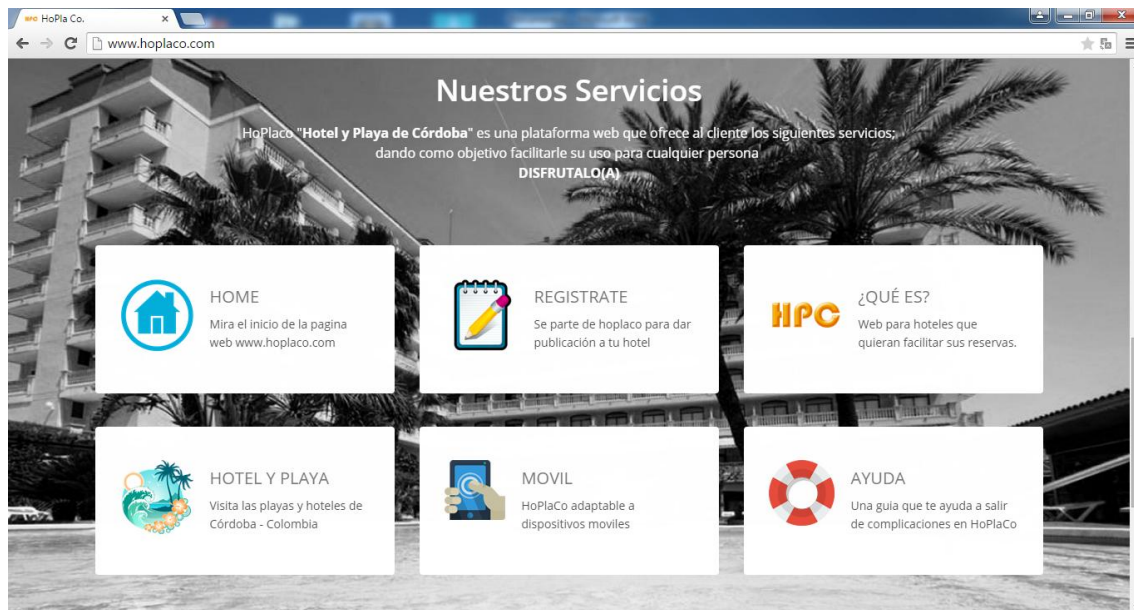 HoPla Co.
www.hoplaco.com
Nuestros Servicios
HoPlaco "Hotel y Playa de Córdoba" es una plataforma web que ofrece al cliente los siguientes servicios;
dando como objetivo facilitarle su uso para cualquier persona
DISFRUTALO(A)
HOME
Mira el inicio de la pagina
web www.hoplaco.com
REGISTRATE
Se parte de hoplaco para dar
publicación a tu hotel
HPC
¿QUÉ ES?
Web para hoteles que
quieran facilitar sus reservas.
HOTEL Y PLAYA
Visita las playas y hoteles de
Córdoba - Colombia
MOVIL
HoPlaCo adaptable a
dispositivos moviles
AYUDA
Una guia que te ayuda a salir
de complicaciones en HoPlaCo